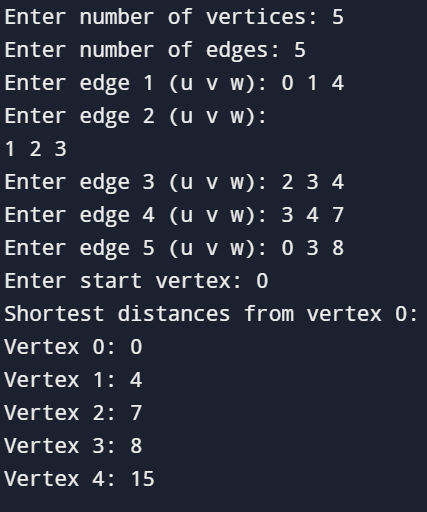 Enter number of vertices: 5
Enter number of edges: 5
Enter edge 1 (u v w): 0 1 4
Enter edge 2 (u v w):
1 2 3
Enter edge 3 (u v w): 2 3 4
Enter edge 4 (u v w): 3 4 7
Enter edge 5 (u v w): 0 3 8
Enter start vertex: 0
Shortest distances from vertex 0:
Vertex 0: 0
Vertex 1: 4
Vertex 2: 7
Vertex 3: 8
Vertex 4: 15